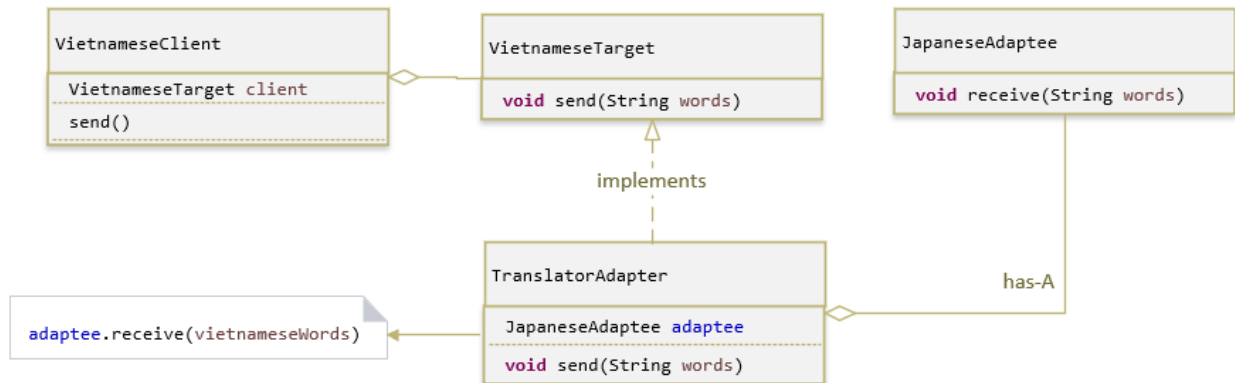 VietnameseClient
VietnameseTarget client
send()
VietnameseTarget
void send(String words)
JapaneseAdaptee
void receive(String words)
implements
has-A
TranslatorAdapter
JapaneseAdaptee adaptee
void send(String words)
adaptee.receive(vietnameseWords)